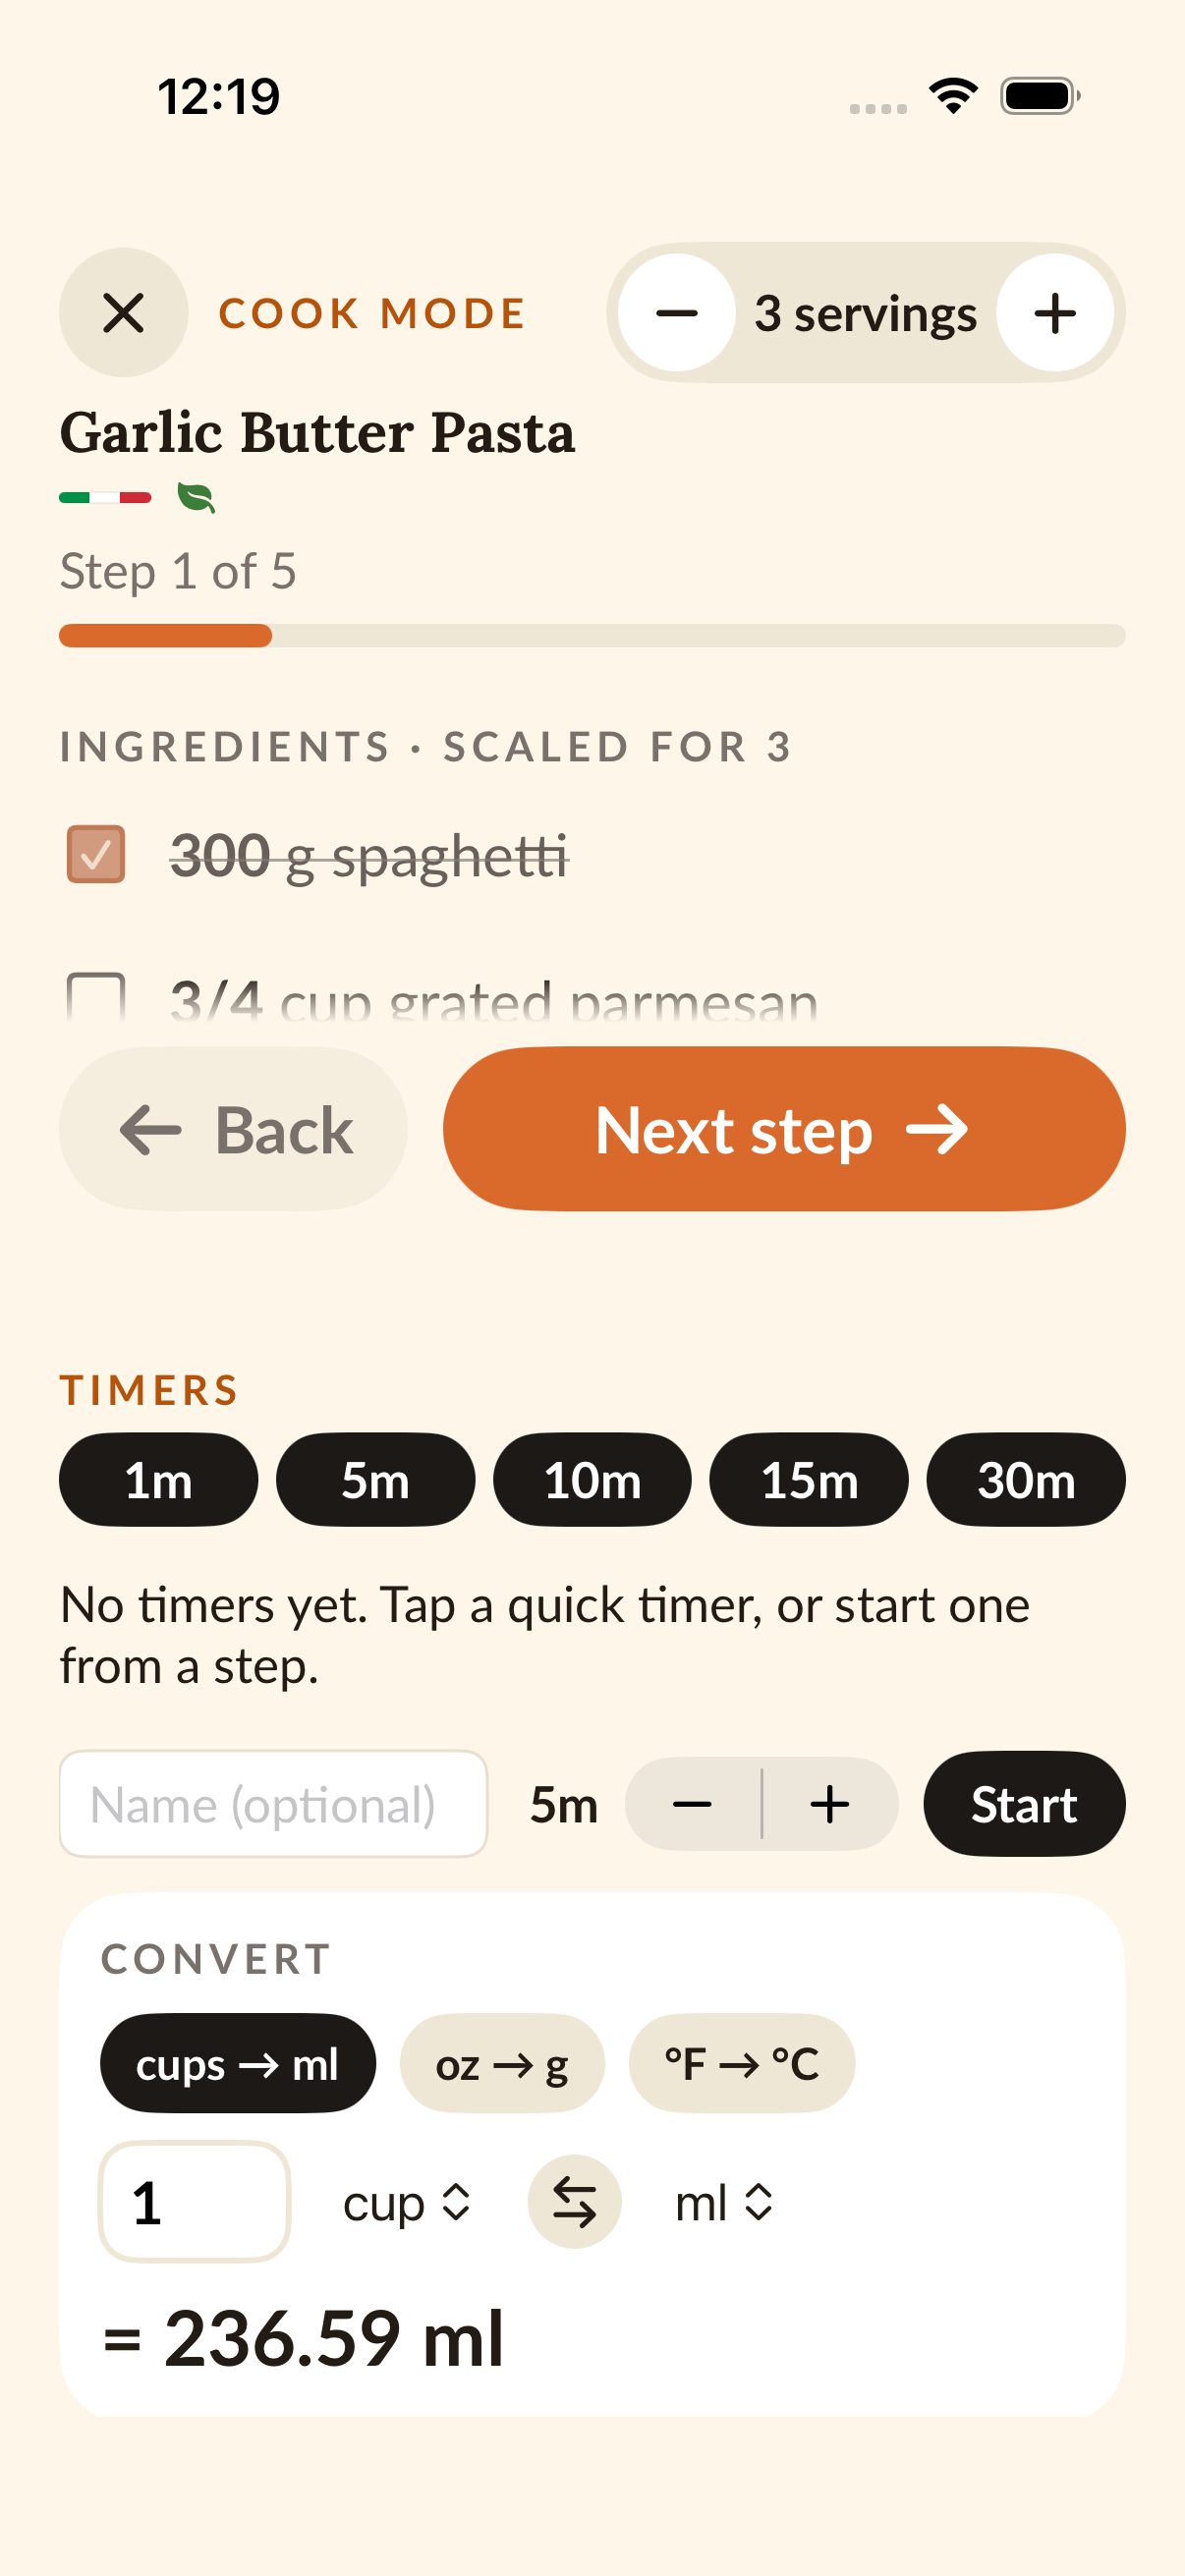 12:19
COOK MODE
3 servings
Garlic Butter Pasta
Step 1 of 5
INGREDIENTS · SCALED FOR 3
300 g spaghetti
3/4 cup grated parmesan
← Back
Next step →
TIMERS
1m 5m 10m 15m 30m
No timers yet. Tap a quick timer, or start one
from a step.
Name (optional) 5m − + Start
CONVERT
cups → ml oz → g °F → °C
1 cup ml
= 236.59 ml